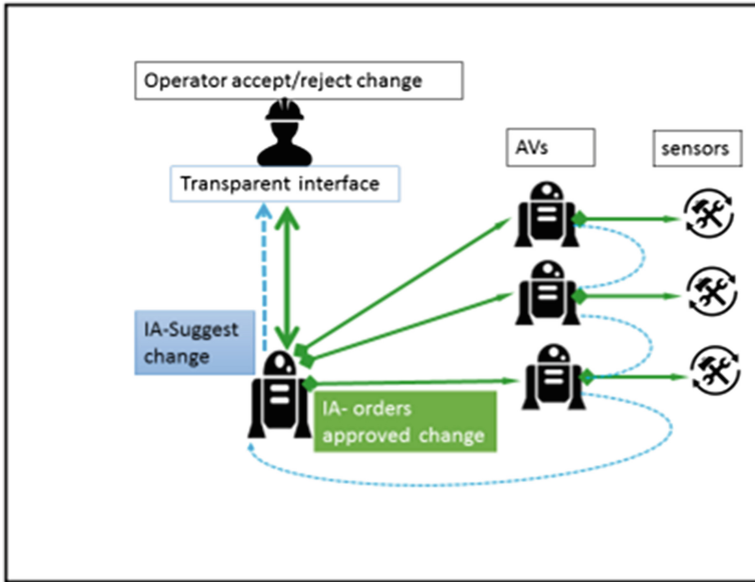 Operator accept/reject change
Transparent interface
AVs
sensors
IA-Suggest
change
IA- orders
approved change